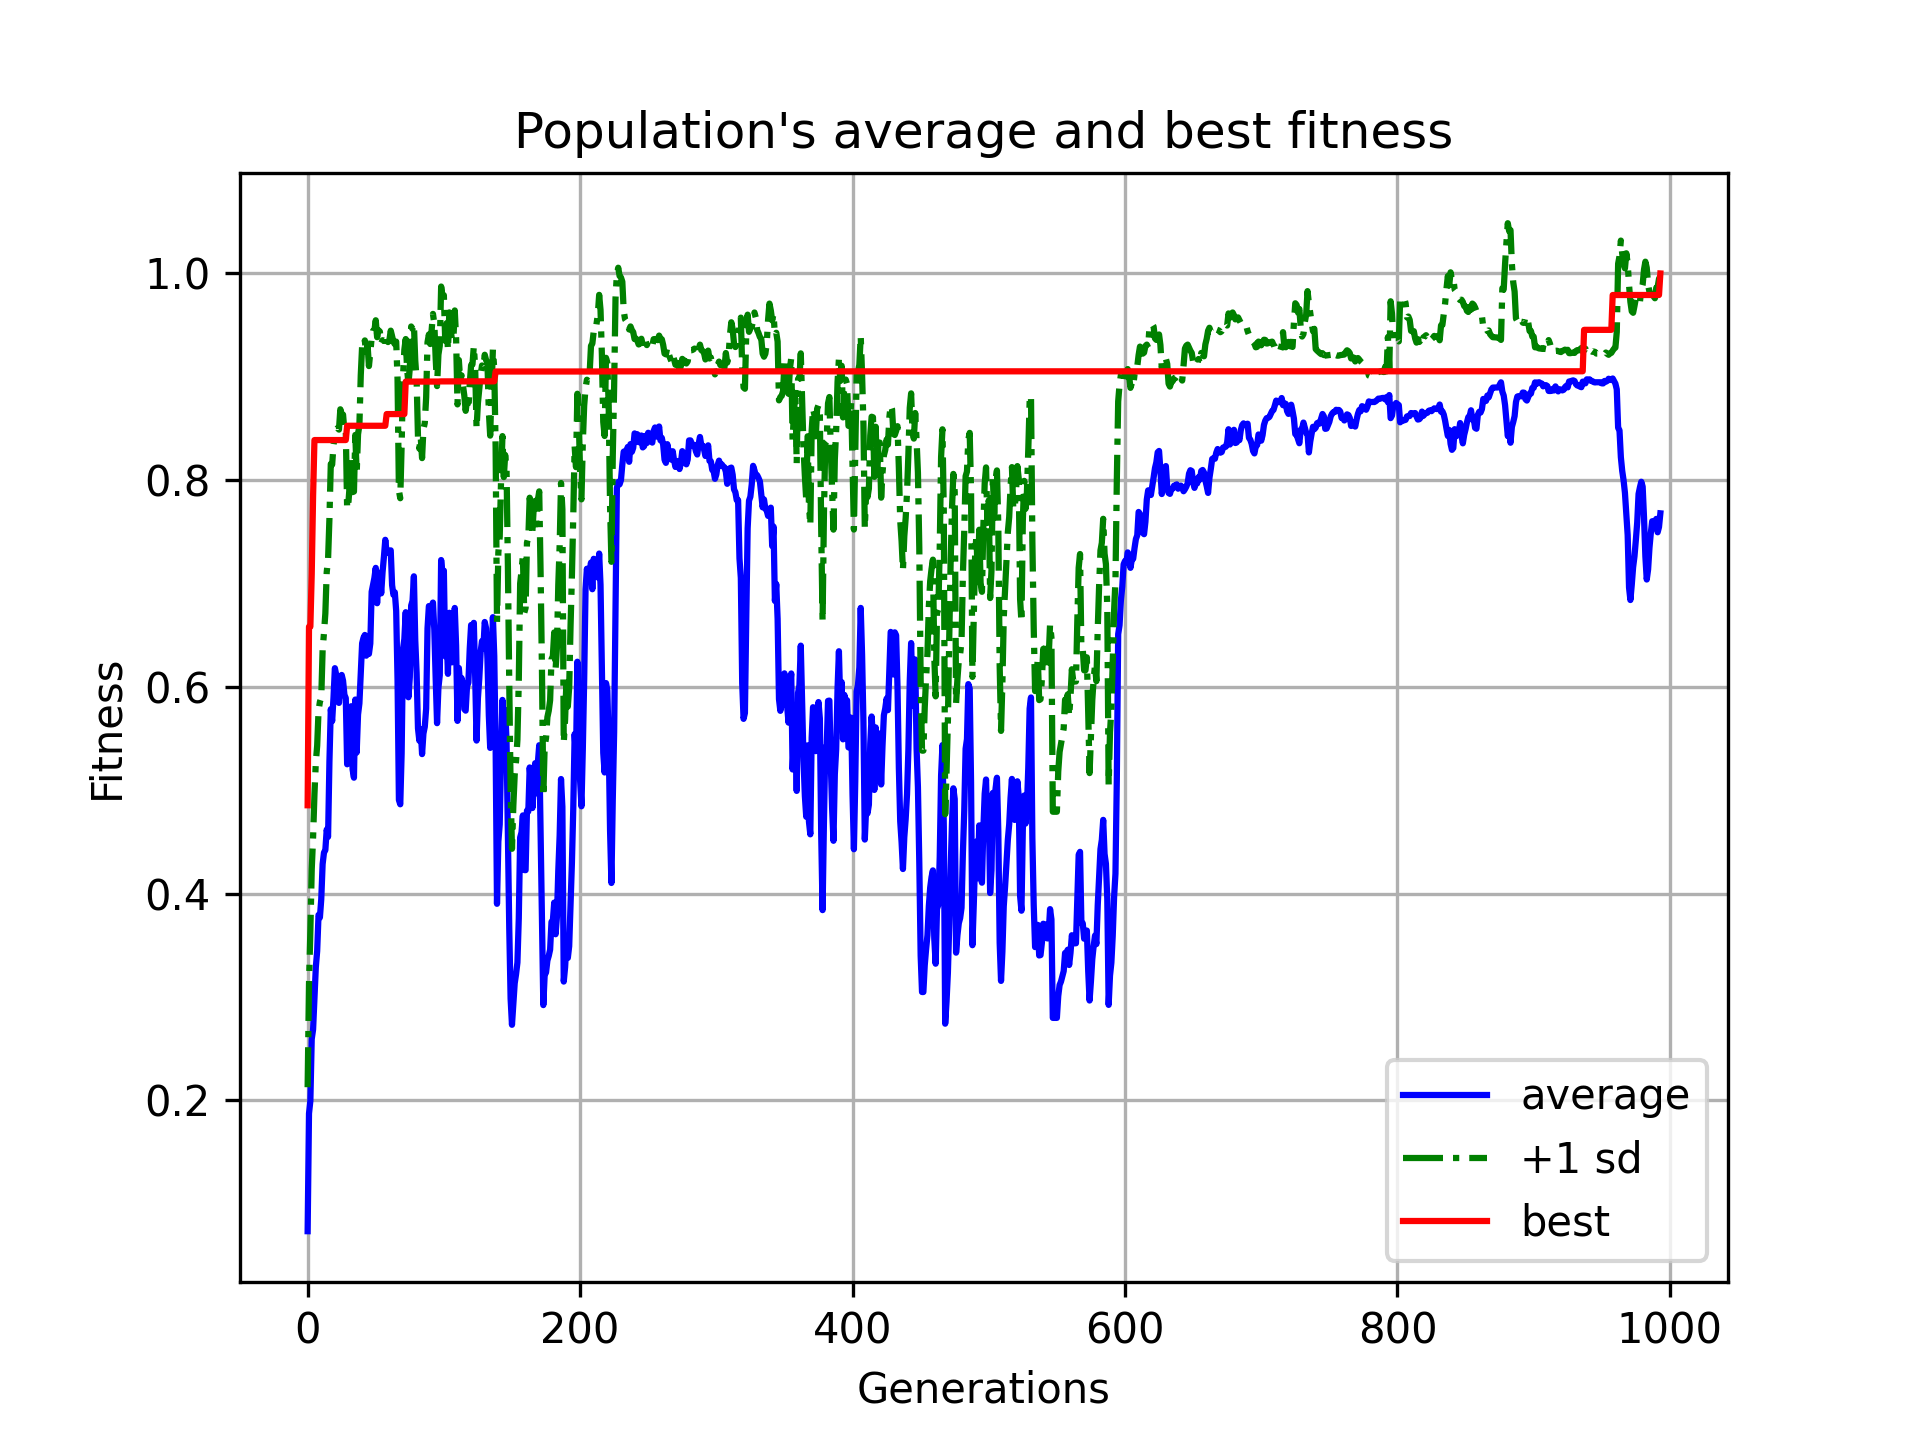 Population's average and best fitness
Fitness
1.0
0.8
0.6
0.4
0.2
0 200 400 600 800 1000
Generations
average
+1 sd
best